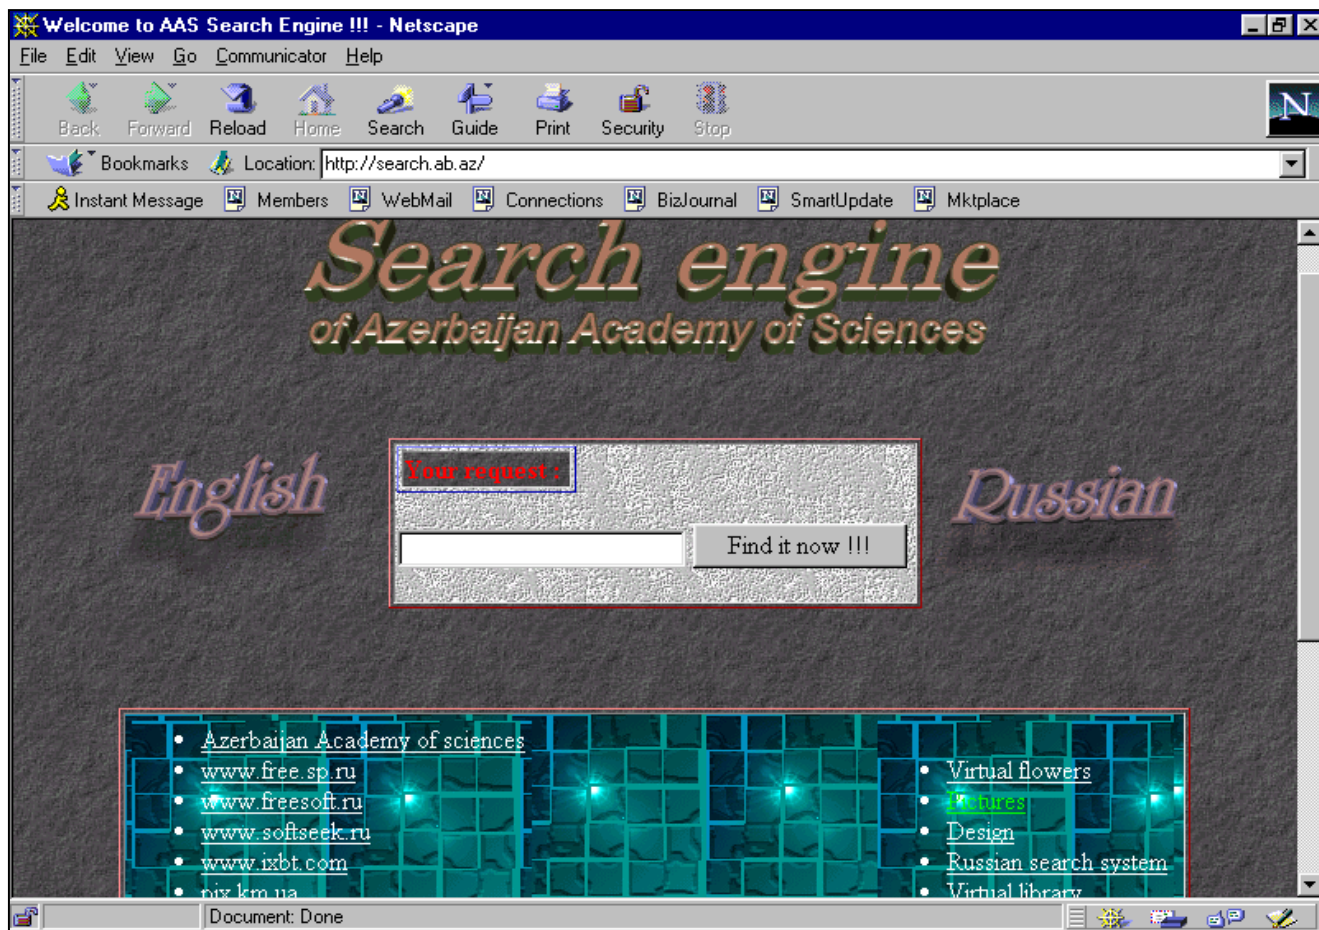 Welcome to AAS Search Engine !!! - Netscape
File Edit View Go Communicator Help
Back Forward Reload Home Search Guide Print Security Stop
N
Bookmarks Location: http://search.ab.az/
Instant Message Members WebMail Connections BizJournal SmartUpdate Mktplace
Search engine
of Azerbaijan Academy of Sciences
English
Your request :
Find it now !!!
Russian
Azerbaijan Academy of sciences
www.free.sp.ru
www.freesoft.ru
www.softseek.ru
www.ixbt.com
pix.km.ua
Virtual flowers
Pictures
Design
Russian search system
Virtual library
Document: Done